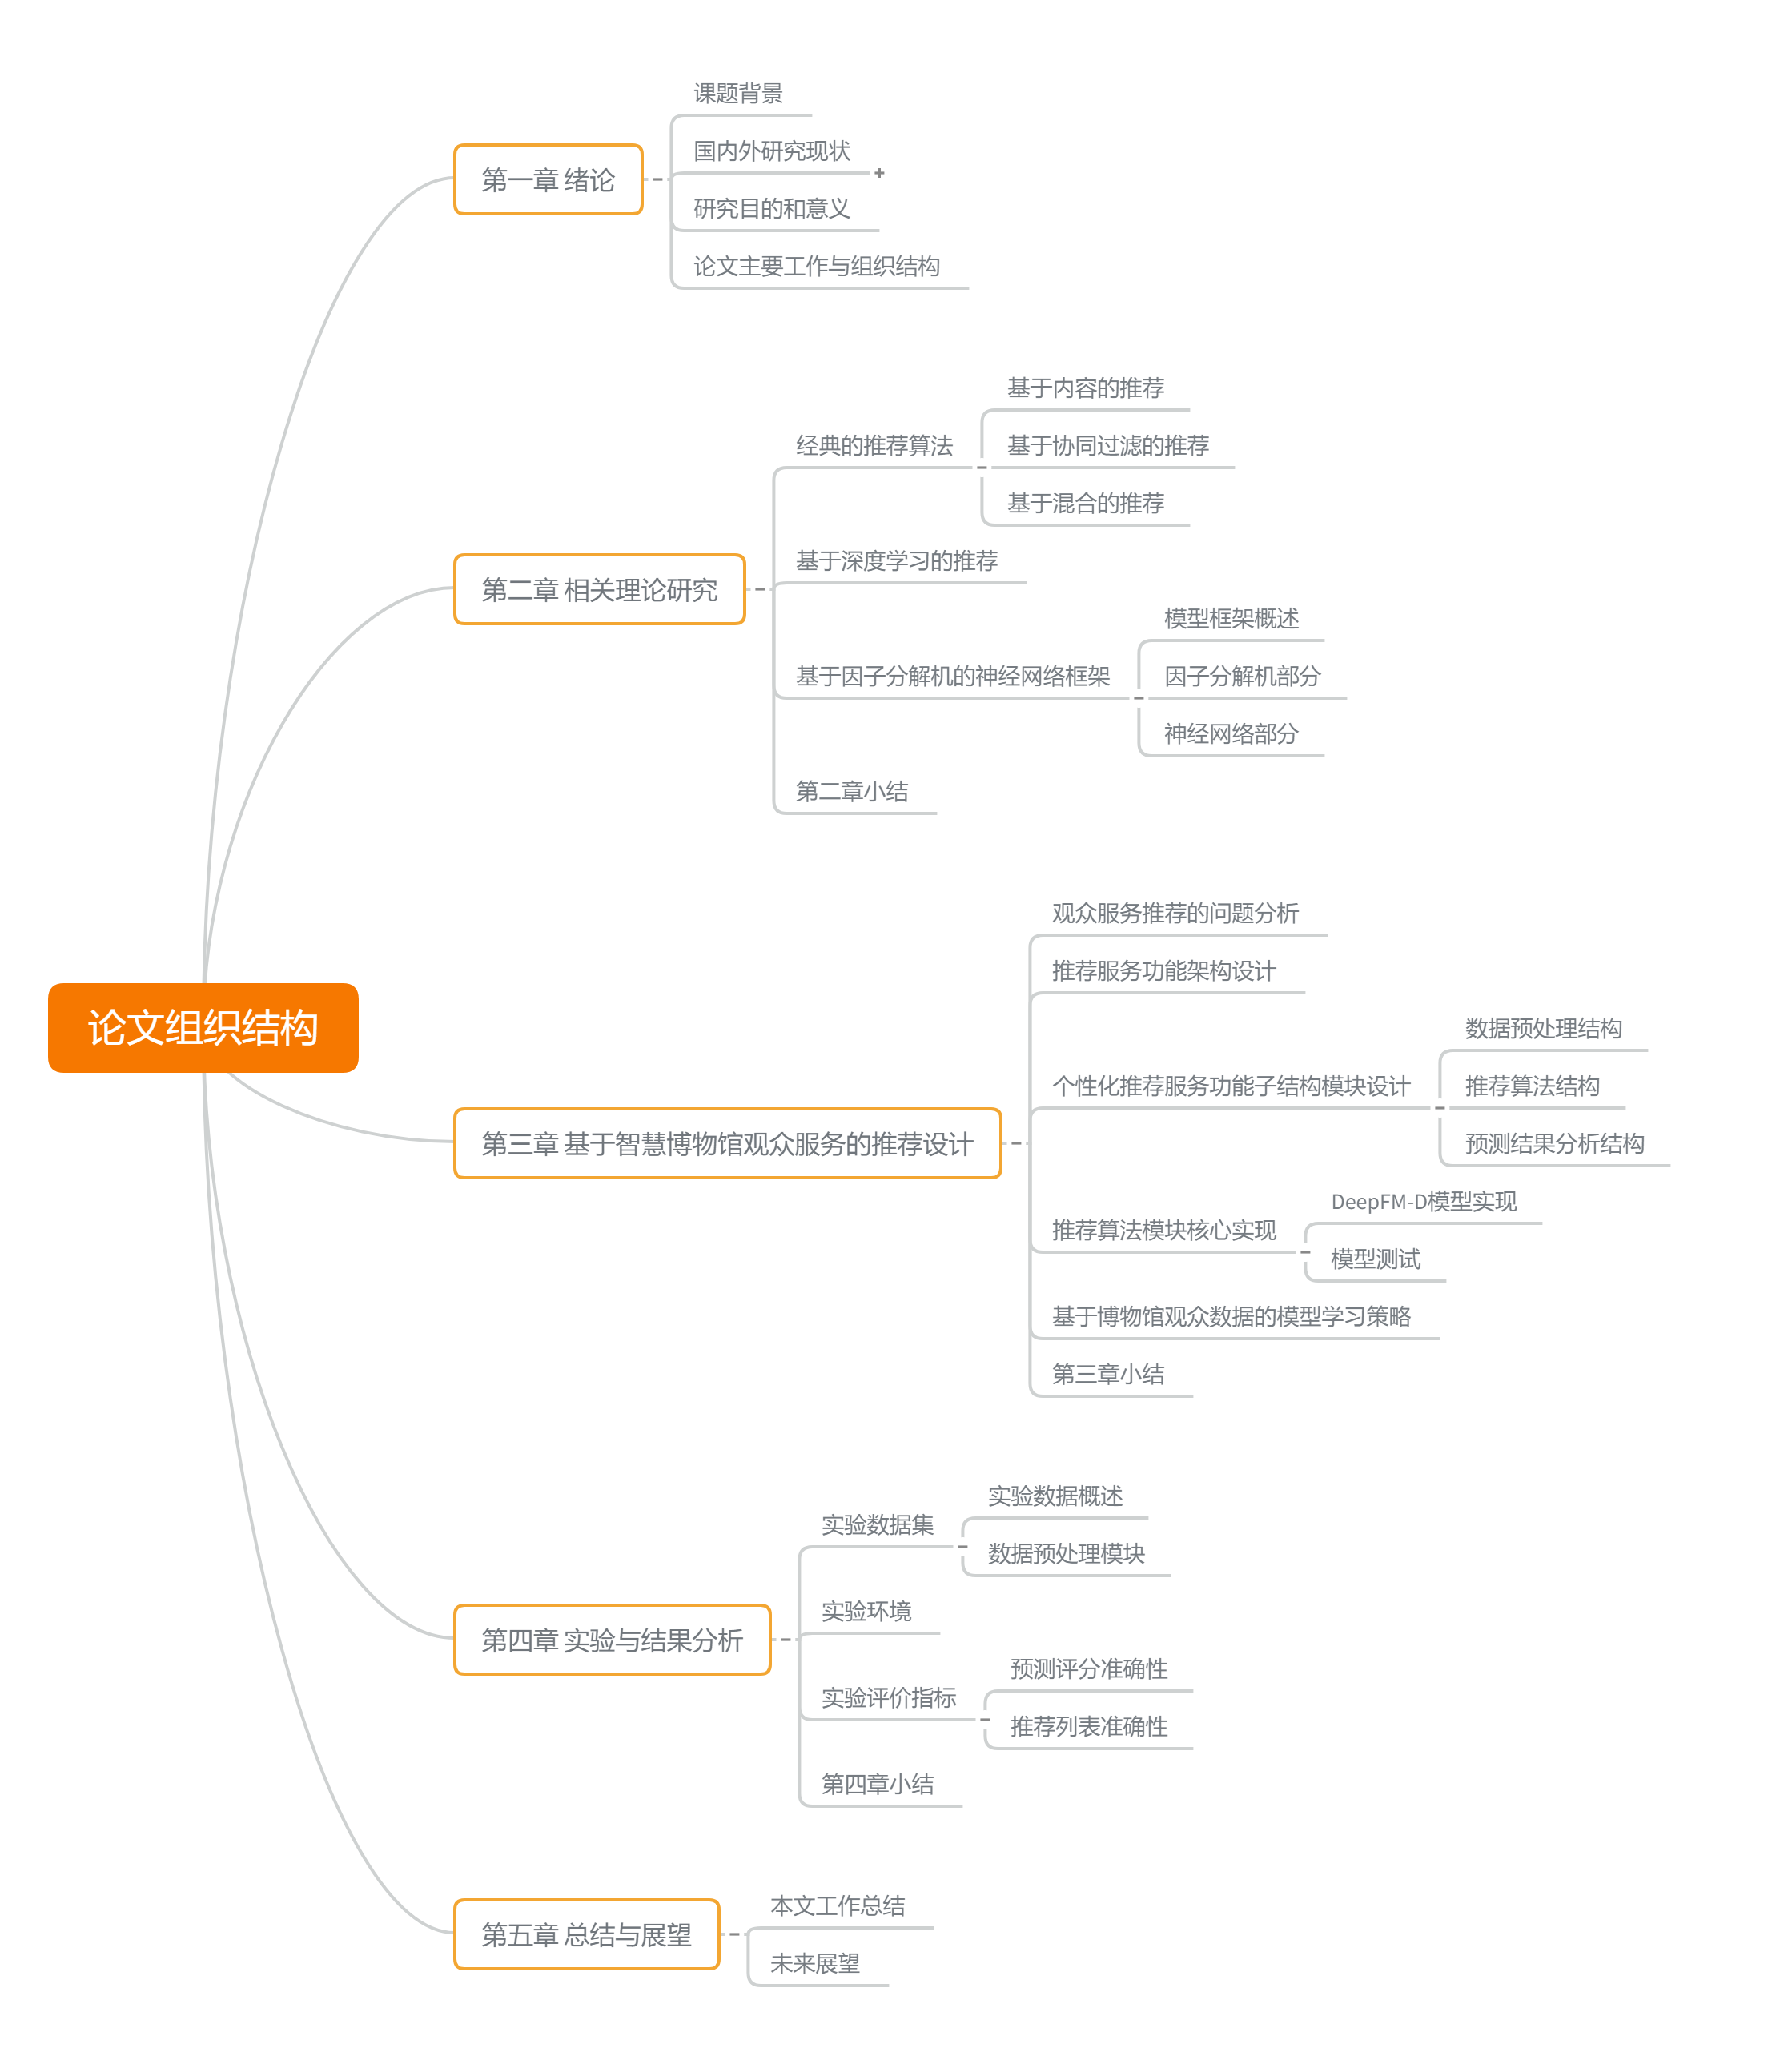 论文组织结构
第一章 绪论
课题背景
国内外研究现状
研究目的和意义
论文主要工作与组织结构
第二章 相关理论研究
经典的推荐算法
基于内容的推荐
基于协同过滤的推荐
基于混合的推荐
基于深度学习的推荐
基于因子分解机的神经网络框架
模型框架概述
因子分解机部分
神经网络部分
第二章小结
第三章 基于智慧博物馆观众服务的推荐设计
观众服务推荐的问题分析
推荐服务功能架构设计
个性化推荐服务功能子结构模块设计
数据预处理结构
推荐算法结构
预测结果分析结构
推荐算法模块核心实现
DeepFM-D模型实现
模型测试
基于博物馆观众数据的模型学习策略
第三章小结
第四章 实验与结果分析
实验数据集
实验数据概述
数据预处理模块
实验环境
实验评价指标
预测评分准确性
推荐列表准确性
第四章小结
第五章 总结与展望
本文工作总结
未来展望